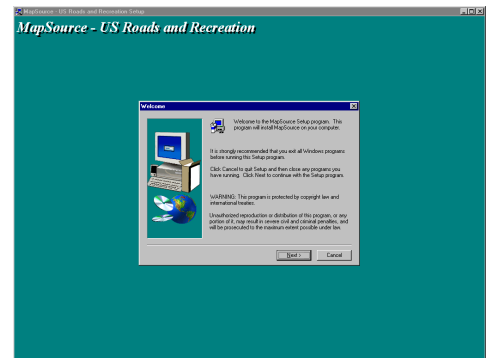 MapSource - US Roads and Recreation Setup
MapSource - US Roads and Recreation
Welcome
Welcome to the MapSource Setup program. This
program will install MapSource on your computer.
It is strongly recommended that you exit all Windows programs
before running this Setup program.
Click Cancel to quit Setup and then close any programs you
have running. Click Next to continue with the Setup program.
WARNING: This program is protected by copyright law and
international treaties.
Unauthorized reproduction or distribution of this program, or any
portion of it, may result in severe civil and criminal penalties, and
will be prosecuted to the maximum extent possible under law.
Next > Cancel